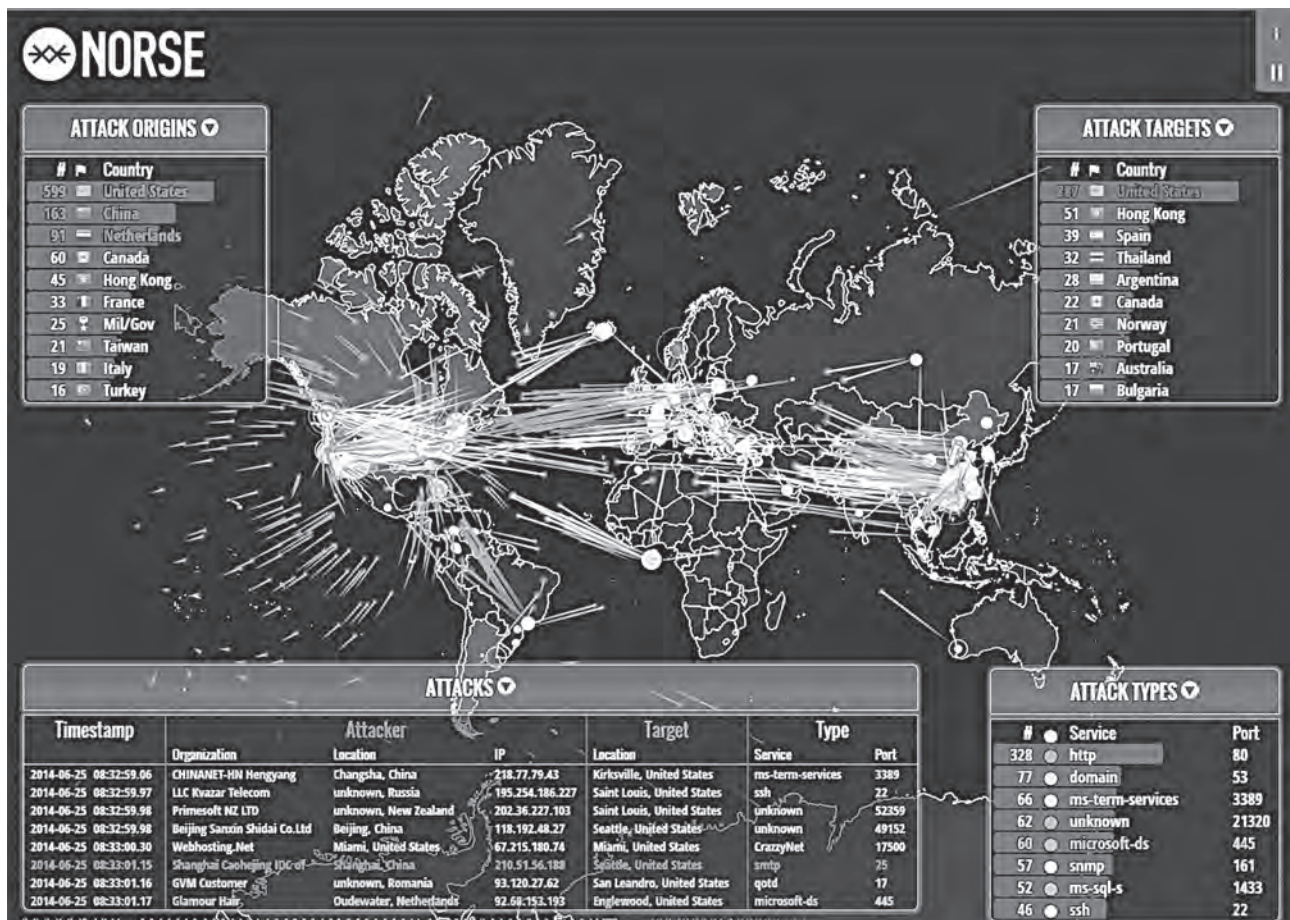 NORSE
i
ATTACK ORIGINS
# Country
599 United States
163 China
91 Netherlands
60 Canada
45 Hong Kong
33 France
25 Mil/Gov
21 Taiwan
19 Italy
16 Turkey
ATTACK TARGETS
# Country
United States
51 Hong Kong
39 Spain
32 Thailand
28 Argentina
22 Canada
21 Norway
20 Portugal
17 Australia
17 Bulgaria
ATTACKS
Timestamp Attacker Target Type
Organization Location IP Location Service Port
2014-06-25 08:32:59.06 CHINANET-HN Hengyang Changsha, China 218.77.79.43 Kirksville, United States ms-term-services 3389
2014-06-25 08:32:59.97 LLC Kvazar Telecom unknown, Russia 195.254.186.227 Saint Louis, United States ssh 22
2014-06-25 08:32:59.98 Primesoft NZ LTD unknown, New Zealand 202.36.227.103 Saint Louis, United States unknown 52359
2014-06-25 08:32:59.98 Beijing Sanxin Shidai Co.Ltd Beijing, China 118.192.48.27 Seattle, United States unknown 49152
2014-06-25 08:33:00.30 Webhosting.Net Miami, United States 67.215.180.74 Miami, United States CrazzyNet 17500
2014-06-25 08:33:01.15 Shanghai Caohejing IDC of Shanghai, China 210.51.56.188 Seattle, United States smtp 25
2014-06-25 08:33:01.16 GVM Customer unknown, Romania 93.120.27.62 San Leandro, United States qotd 17
2014-06-25 08:33:01.17 Glamour Hair Oudewater, Netherlands 92.68.153.193 Englewood, United States microsoft-ds 445
ATTACK TYPES
# Service Port
328 http 80
77 domain 53
66 ms-term-services 3389
62 unknown 21320
60 microsoft-ds 445
57 snmp 161
52 ms-sql-s 1433
46 ssh 22